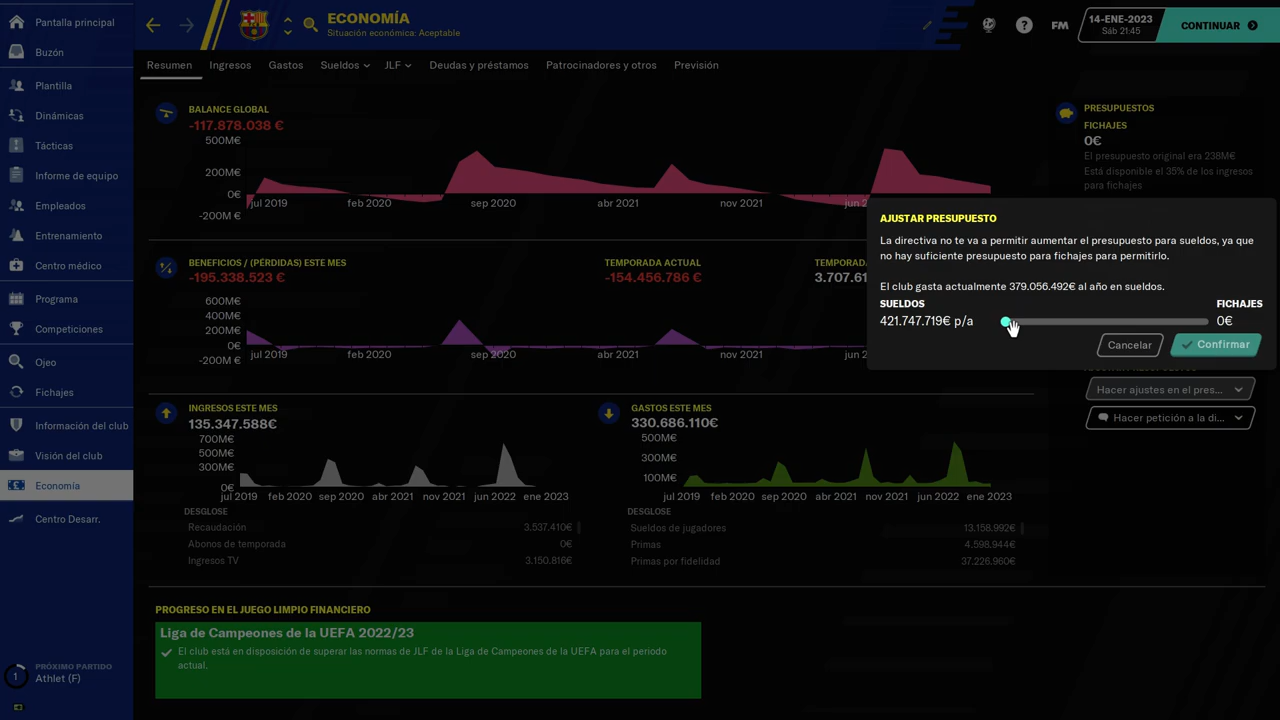 Pantalla principal
Buzón
Plantilla
Dinámicas
Tácticas
Informe de equipo
Empleados
Entrenamiento
Centro médico
Programa
Competiciones
Ojeo
Fichajes
Información del club
Visión del club
Economía
Centro Desarr.
PRÓXIMO PARTIDO
Athlet (F)
1
ECONOMÍA
Situación económica: Aceptable
?
FM
14-ENE-2023
Sáb 21:45
CONTINUAR
Resumen
Ingresos
Gastos
Sueldos
JLF
Deudas y préstamos
Patrocinadores y otros
Previsión
BALANCE GLOBAL
-117.878.038 €
500M€
200M€
0€
-200M €
jul 2019
feb 2020
sep 2020
abr 2021
nov 2021
PRESUPUESTOS
FICHAJES
0€
El presupuesto original era 238M€
Está disponible el 35% de los ingresos
para fichajes
AJUSTAR PRESUPUESTO
La directiva no te va a permitir aumentar el presupuesto para sueldos, ya que
no hay suficiente presupuesto para fichajes para permitirlo.
El club gasta actualmente 379.056.492€ al año en sueldos.
SUELDOS
FICHAJES
421.747.719€ p/a
0€
Cancelar
Confirmar
Hacer ajustes en el pres...
Hacer petición a la di...
BENEFICIOS / (PÉRDIDAS) ESTE MES
-195.338.523 €
TEMPORADA ACTUAL
-154.456.786 €
600M€
400M€
200M€
0€
-200M €
jul 2019
feb 2020
sep 2020
abr 2021
nov 2021
INGRESOS ESTE MES
135.347.588€
700M€
500M€
300M€
0€
jul 2019
feb 2020
sep 2020
abr 2021
nov 2021
jun 2022
ene 2023
DESGLOSE
Recaudación
3.537.410€
Abonos de temporada
0€
Ingresos TV
3.150.816€
GASTOS ESTE MES
330.686.110€
500M€
300M€
100M€
jul 2019
feb 2020
sep 2020
abr 2021
nov 2021
jun 2022
ene 2023
DESGLOSE
Sueldos de jugadores
13.158.992€
Primas
4.598.944€
Primas por fidelidad
37.226.960€
PROGRESO EN EL JUEGO LIMPIO FINANCIERO
Liga de Campeones de la UEFA 2022/23
El club está en disposición de superar las normas de JLF de la Liga de Campeones de la UEFA para el periodo
actual.